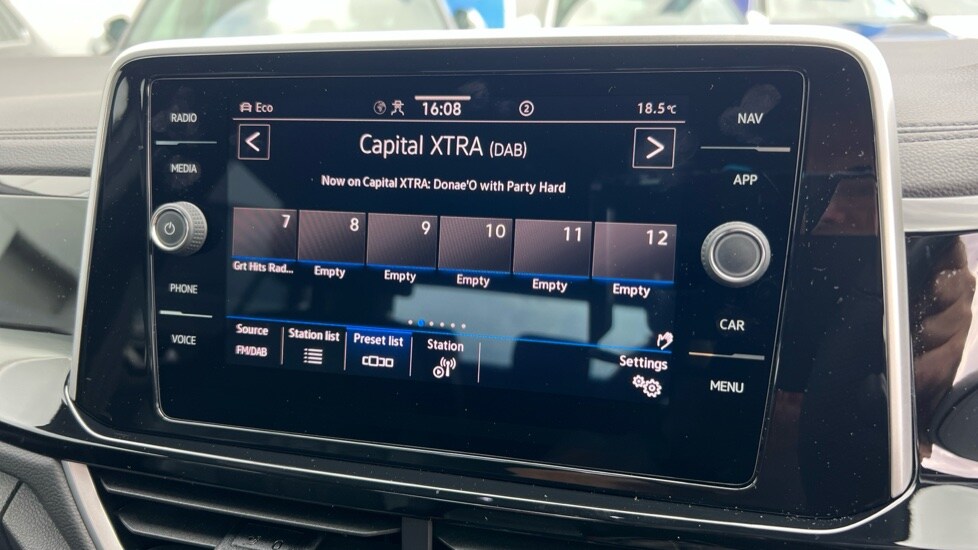 RADIO
MEDIA
PHONE
VOICE
Eco
16:08
2
18.5°C
Capital XTRA (DAB)
Now on Capital XTRA: Donae'O with Party Hard
7 8 9 10 11 12
Grt Hits Rad... Empty Empty Empty Empty Empty
Source Station list Preset list Station Settings
FM/DAB
NAV
APP
CAR
MENU